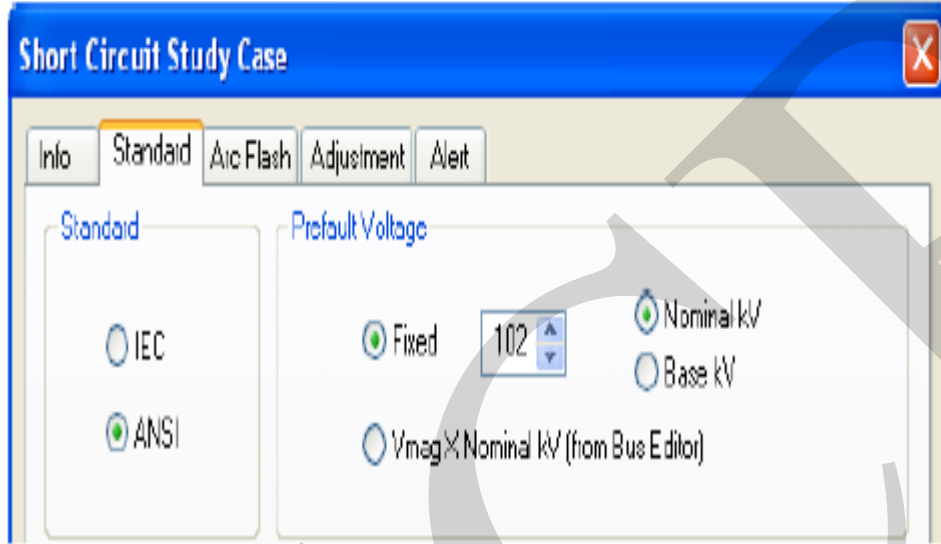 Short Circuit Study Case
Info Standard Arc Flash Adjustment Alert
Standard
Prefault Voltage
IEC
ANSI
Fixed 102
Nominal kV
Base kV
Vmag X Nominal kV (from Bus Editor)